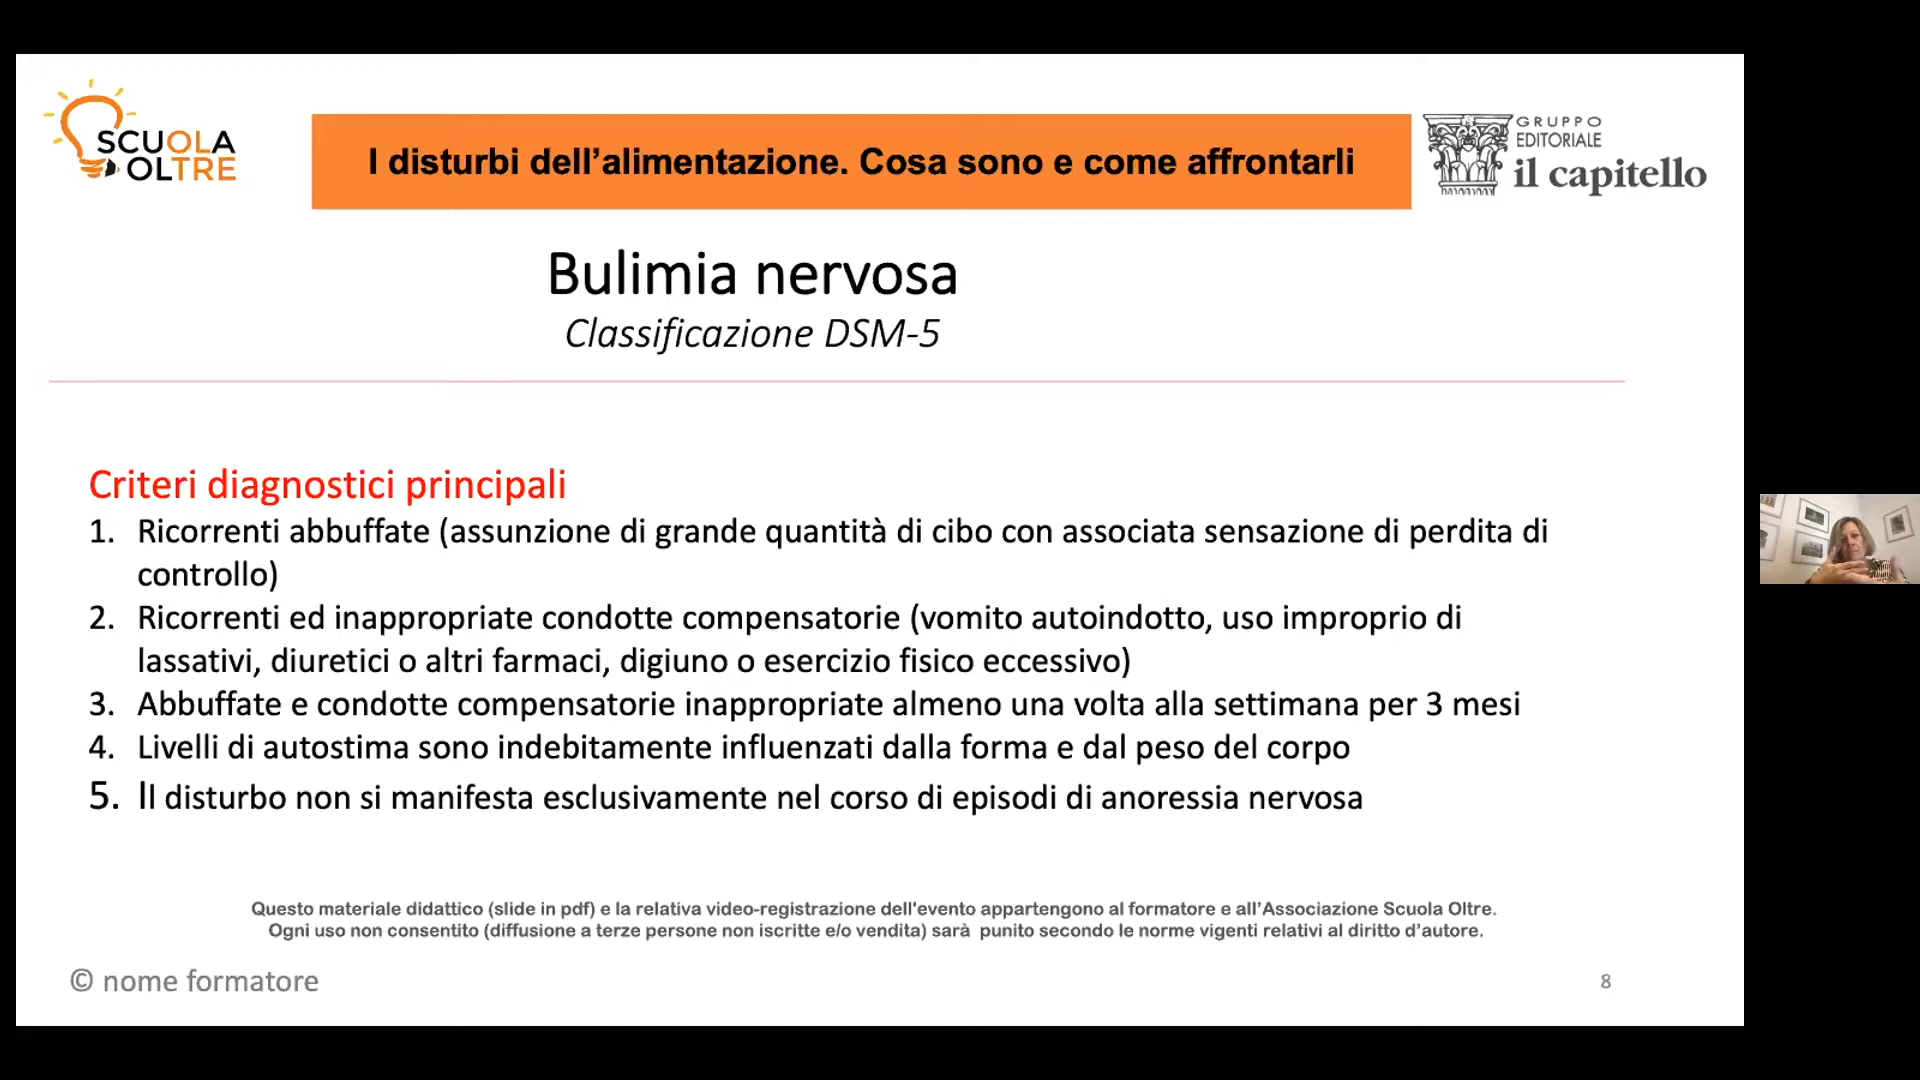 SCUOLA
OLTRE
I disturbi dell’alimentazione. Cosa sono e come affrontarli
GRUPPO
EDITORIALE
il capitello
Bulimia nervosa
Classificazione DSM-5
Criteri diagnostici principali
1. Ricorrenti abbuffate (assunzione di grande quantità di cibo con associata sensazione di perdita di
controllo)
2. Ricorrenti ed inappropriate condotte compensatorie (vomito autoindotto, uso improprio di
lassativi, diuretici o altri farmaci, digiuno o esercizio fisico eccessivo)
3. Abbuffate e condotte compensatorie inappropriate almeno una volta alla settimana per 3 mesi
4. Livelli di autostima sono indebitamente influenzati dalla forma e dal peso del corpo
5. Il disturbo non si manifesta esclusivamente nel corso di episodi di anoressia nervosa
Questo materiale didattico (slide in pdf) e la relativa video-registrazione dell'evento appartengono al formatore e all’Associazione Scuola Oltre.
Ogni uso non consentito (diffusione a terze persone non iscritte e/o vendita) sarà punito secondo le norme vigenti relativi al diritto d’autore.
© nome formatore
8